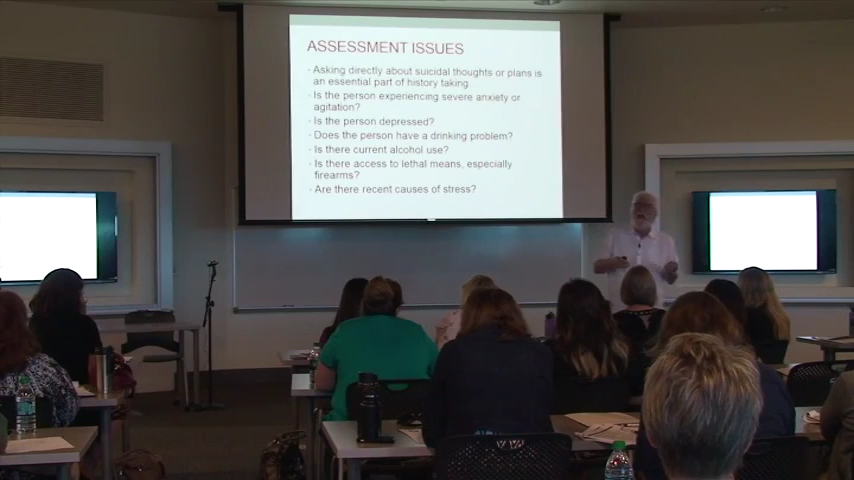 ASSESSMENT ISSUES
· Asking directly about suicidal thoughts or plans is
an essential part of history taking
· Is the person experiencing severe anxiety or
agitation?
· Is the person depressed?
· Does the person have a drinking problem?
· Is there current alcohol use?
· Is there access to lethal means, especially
firearms?
· Are there recent causes of stress?